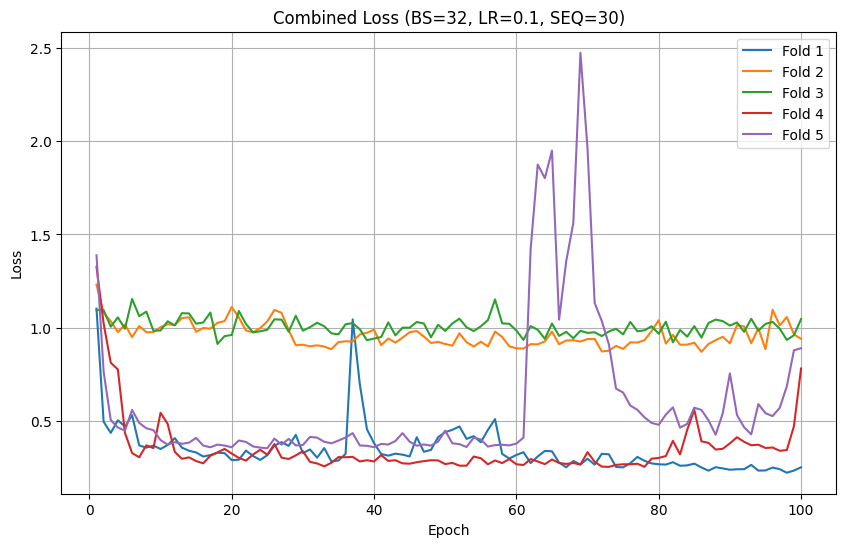 Combined Loss (BS=32, LR=0.1, SEQ=30)
Fold 1
Fold 2
Fold 3
Fold 4
Fold 5
2.5
2.0
1.5
1.0
0.5
Loss
0 20 40 60 80 100
Epoch